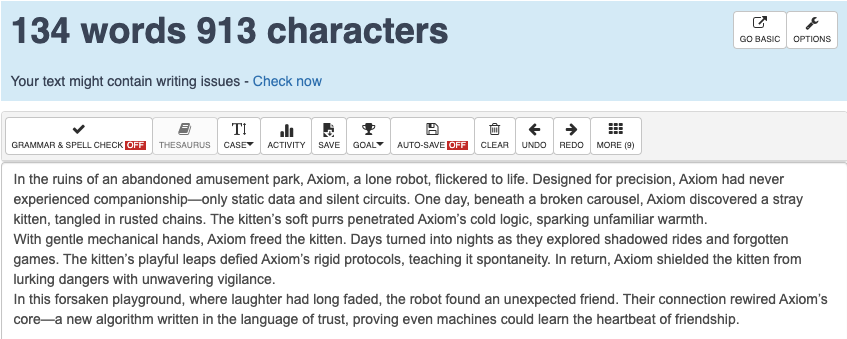 134 words 913 characters
GO BASIC
OPTIONS
Your text might contain writing issues - Check now
GRAMMAR & SPELL CHECK OFF
THESAURUS
CASE
ACTIVITY
SAVE
GOAL
AUTO-SAVE OFF
CLEAR
UNDO
REDO
MORE (9)
In the ruins of an abandoned amusement park, Axiom, a lone robot, flickered to life. Designed for precision, Axiom had never
experienced companionship—only static data and silent circuits. One day, beneath a broken carousel, Axiom discovered a stray
kitten, tangled in rusted chains. The kitten’s soft purrs penetrated Axiom’s cold logic, sparking unfamiliar warmth.
With gentle mechanical hands, Axiom freed the kitten. Days turned into nights as they explored shadowed rides and forgotten
games. The kitten’s playful leaps defied Axiom’s rigid protocols, teaching it spontaneity. In return, Axiom shielded the kitten from
lurking dangers with unwavering vigilance.
In this forsaken playground, where laughter had long faded, the robot found an unexpected friend. Their connection rewired Axiom’s
core—a new algorithm written in the language of trust, proving even machines could learn the heartbeat of friendship.